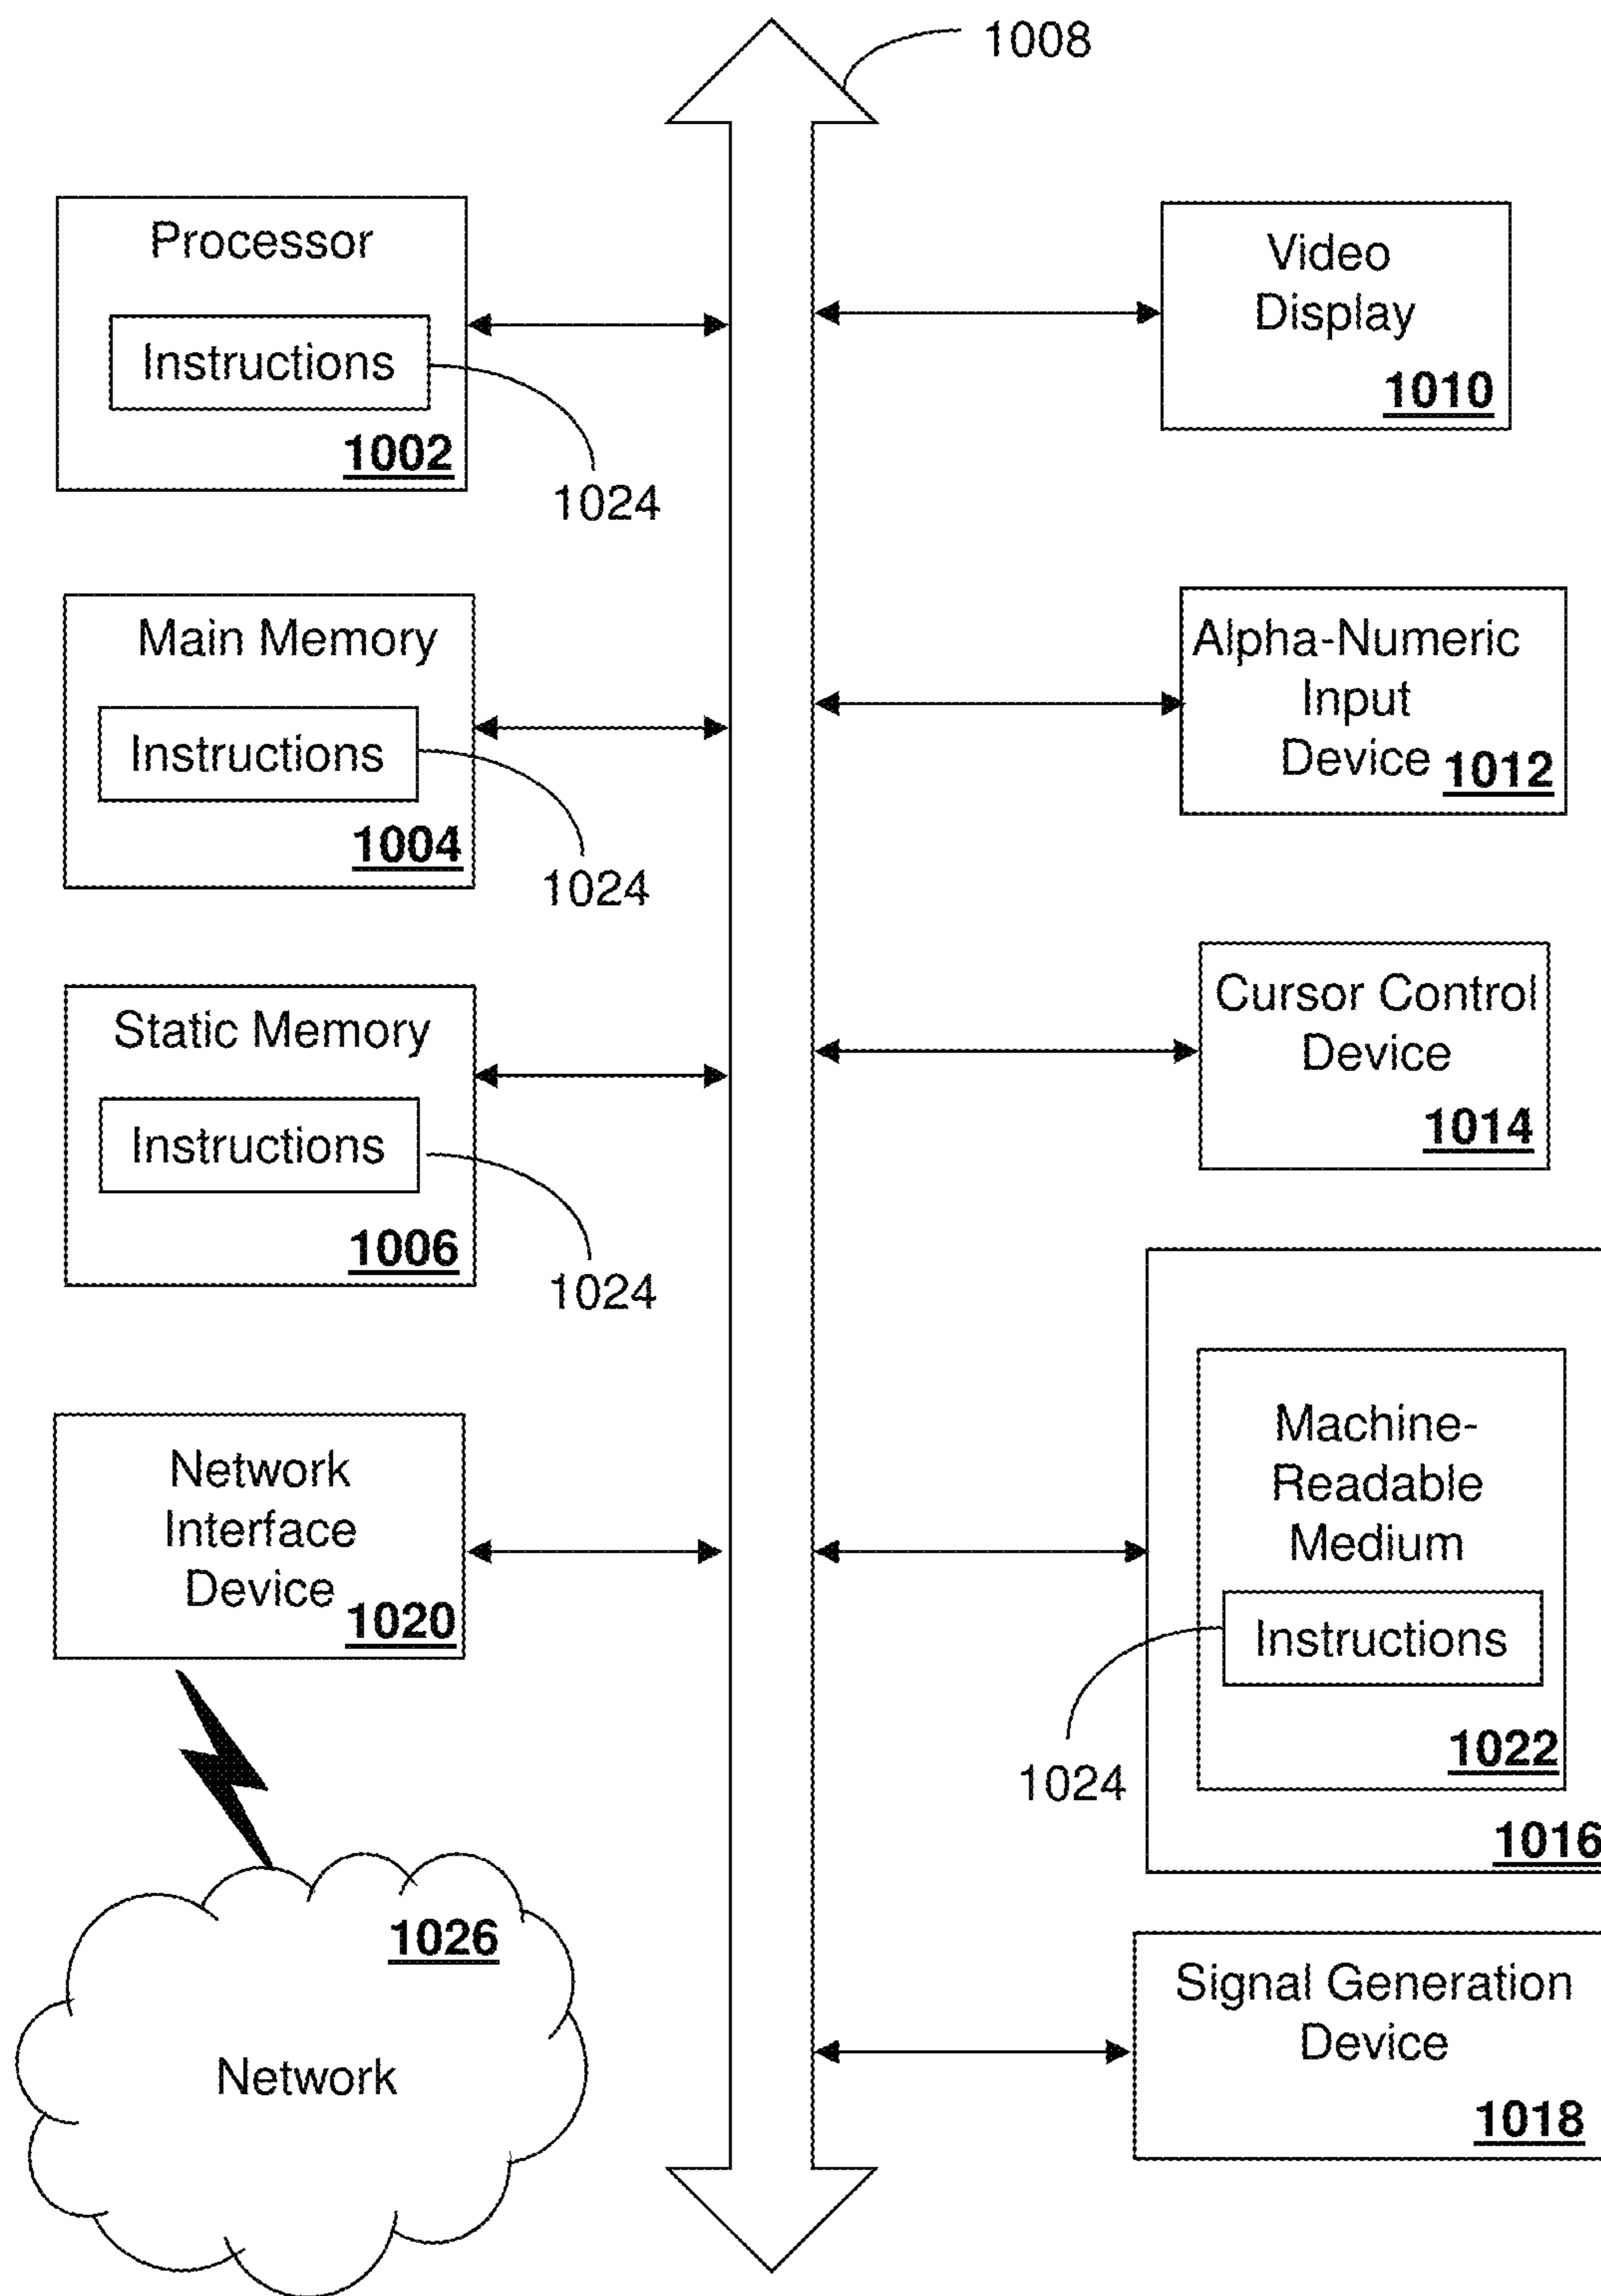 1008
Processor
Instructions
1002
1024
Main Memory
Instructions
1004
1024
Static Memory
Instructions
1006
1024
Network
Interface
Device
1020
1026
Network
Video
Display
1010
Alpha-Numeric
Input
Device 1012
Cursor Control
Device
1014
Machine-
Readable
Medium
Instructions
1022
1024
1016
Signal Generation
Device
1018